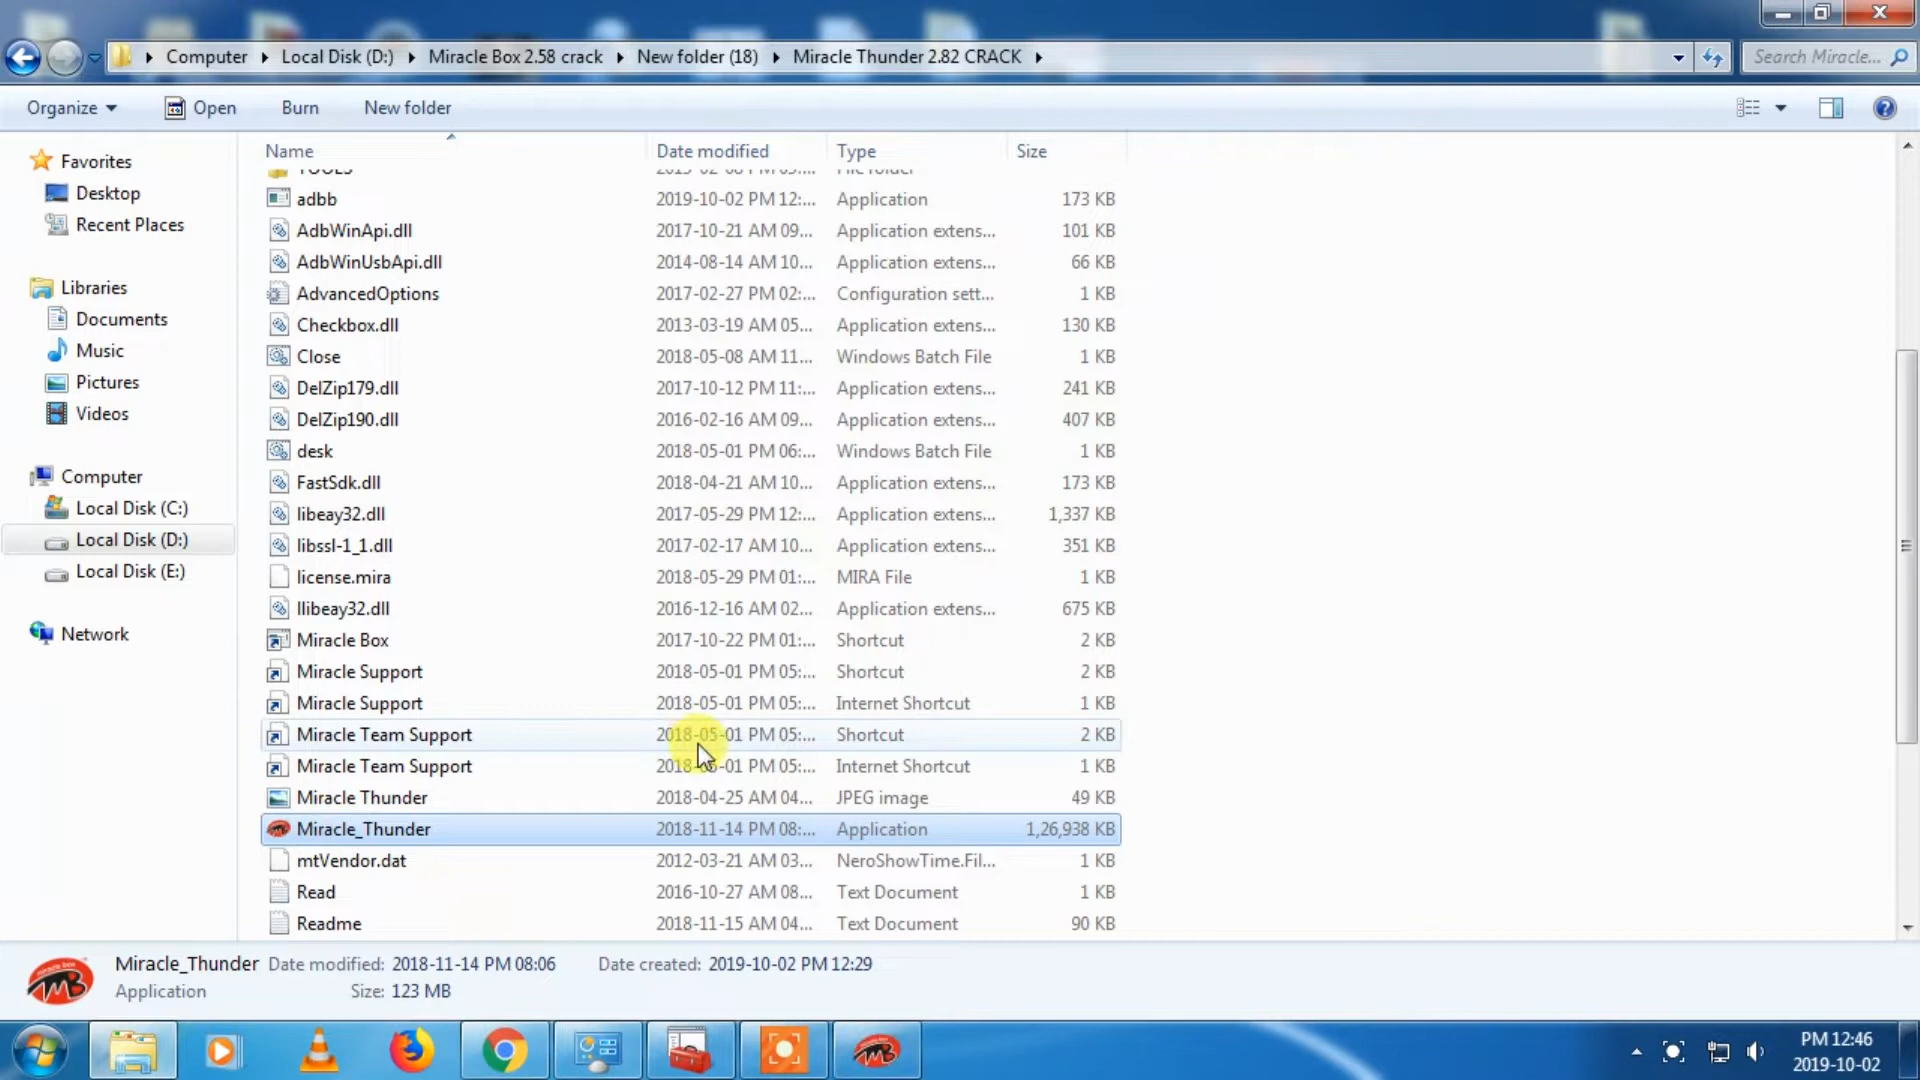 Computer Local Disk (D:) Miracle Box 2.58 crack New folder (18) Miracle Thunder 2.82 CRACK Search Miracle...
Organize Open Burn New folder
Name Date modified Type Size
Favorites
Desktop
Recent Places
Libraries
Documents
Music
Pictures
Videos
Computer
Local Disk (C:)
Local Disk (D:)
Local Disk (E:)
Network
TOOLS
adbb 2019-10-02 PM 12:... Application 173 KB
AdbWinApi.dll 2017-10-21 AM 09... Application extens... 101 KB
AdbWinUsbApi.dll 2014-08-14 AM 10... Application extens... 66 KB
AdvancedOptions 2017-02-27 PM 02:... Configuration sett... 1 KB
Checkbox.dll 2013-03-19 AM 05... Application extens... 130 KB
Close 2018-05-08 AM 11... Windows Batch File 1 KB
DelZip179.dll 2017-10-12 PM 11:... Application extens... 241 KB
DelZip190.dll 2016-02-16 AM 09... Application extens... 407 KB
desk 2018-05-01 PM 06:... Windows Batch File 1 KB
FastSdk.dll 2018-04-21 AM 10... Application extens... 173 KB
libeay32.dll 2017-05-29 PM 12:... Application extens... 1,337 KB
libssl-1_1.dll 2017-02-17 AM 10... Application extens... 351 KB
license.mira 2018-05-29 PM 01:... MIRA File 1 KB
llibeay32.dll 2016-12-16 AM 02... Application extens... 675 KB
Miracle Box 2017-10-22 PM 01:... Shortcut 2 KB
Miracle Support 2018-05-01 PM 05:... Shortcut 2 KB
Miracle Support 2018-05-01 PM 05:... Internet Shortcut 1 KB
Miracle Team Support 2018-05-01 PM 05:... Shortcut 2 KB
Miracle Team Support 2018-05-01 PM 05:... Internet Shortcut 1 KB
Miracle Thunder 2018-04-25 AM 04... JPEG image 49 KB
Miracle_Thunder 2018-11-14 PM 08:... Application 1,26,938 KB
mtVendor.dat 2012-03-21 AM 03... NeroShowTime.Fil... 1 KB
Read 2016-10-27 AM 08... Text Document 1 KB
Readme 2018-11-15 AM 04... Text Document 90 KB
Miracle_Thunder Date modified: 2018-11-14 PM 08:06 Date created: 2019-10-02 PM 12:29
Application Size: 123 MB
PM 12:46
2019-10-02